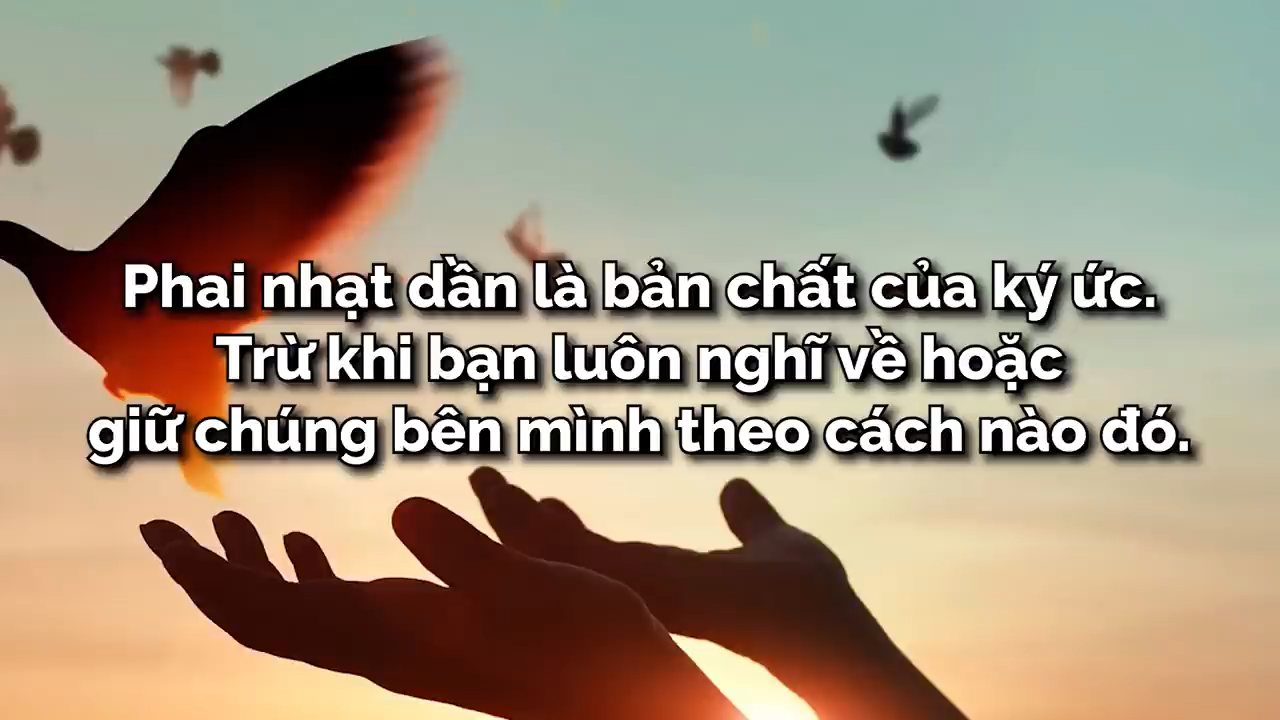 Phai nhạt dần là bản chất của ký ức.
Trừ khi bạn luôn nghĩ về hoặc
giữ chúng bên mình theo cách nào đó.